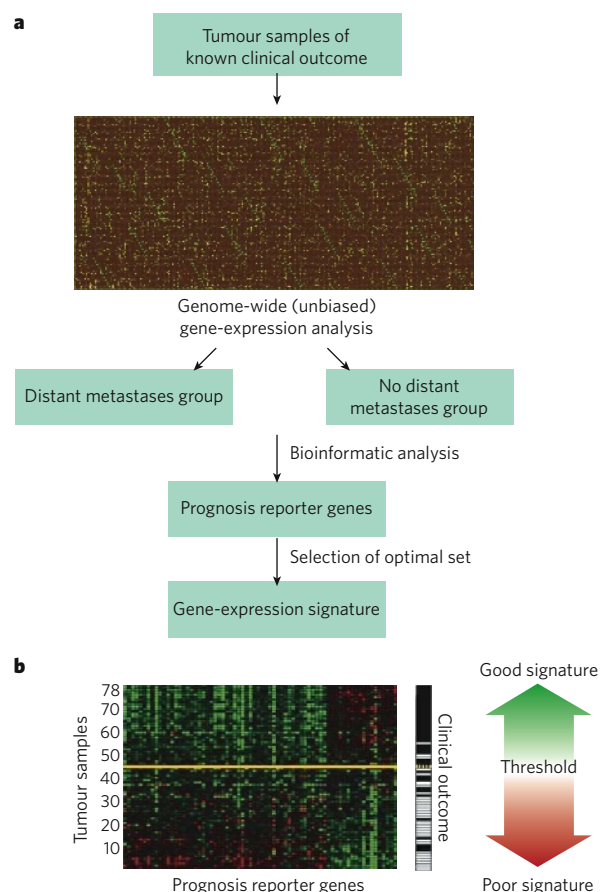 a
Tumour samples of
known clinical outcome
Genome-wide (unbiased)
gene-expression analysis
Distant metastases group
No distant
metastases group
Bioinformatic analysis
Prognosis reporter genes
Selection of optimal set
Gene-expression signature
b
Tumour samples
78
70
60
50
40
30
20
10
Prognosis reporter genes
Clinical outcome
Good signature
Threshold
Poor signature